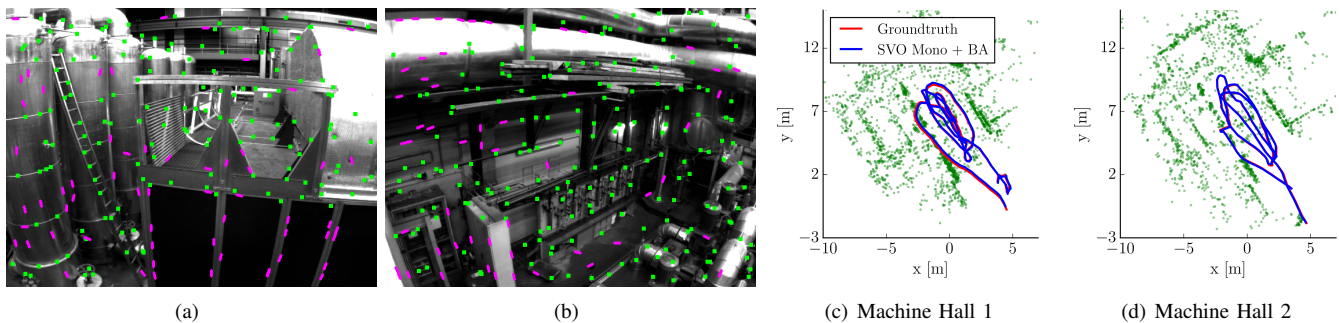 Groundtruth
SVO Mono + BA
15
12
7
2
−3
y [m]
−10
−5
0
5
x [m]
12
7
2
−3
y [m]
−10
−5
0
5
x [m]
(a)
(b)
(c) Machine Hall 1
(d) Machine Hall 2